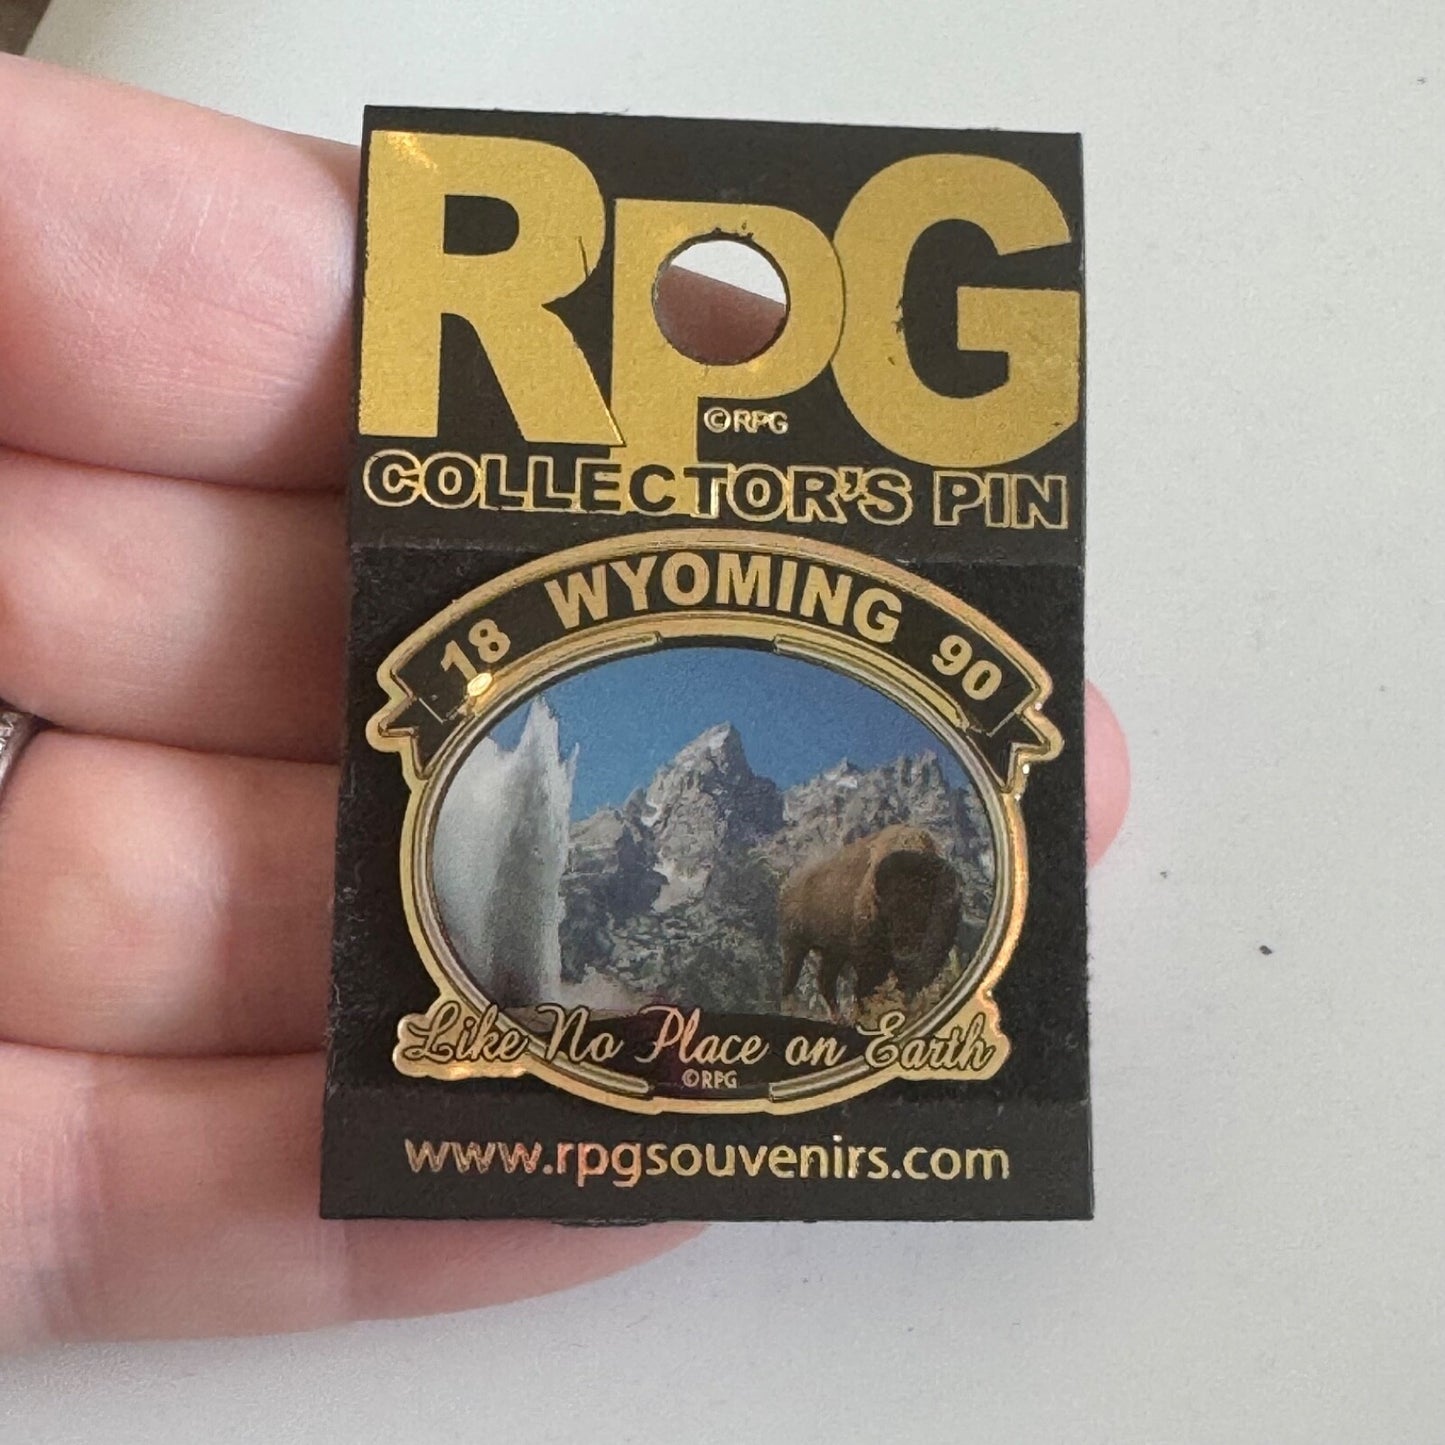 RPG
©RPG
COLLECTOR'S PIN
18 WYOMING 90
Like No Place on Earth
©RPG
www.rpgsouvenirs.com